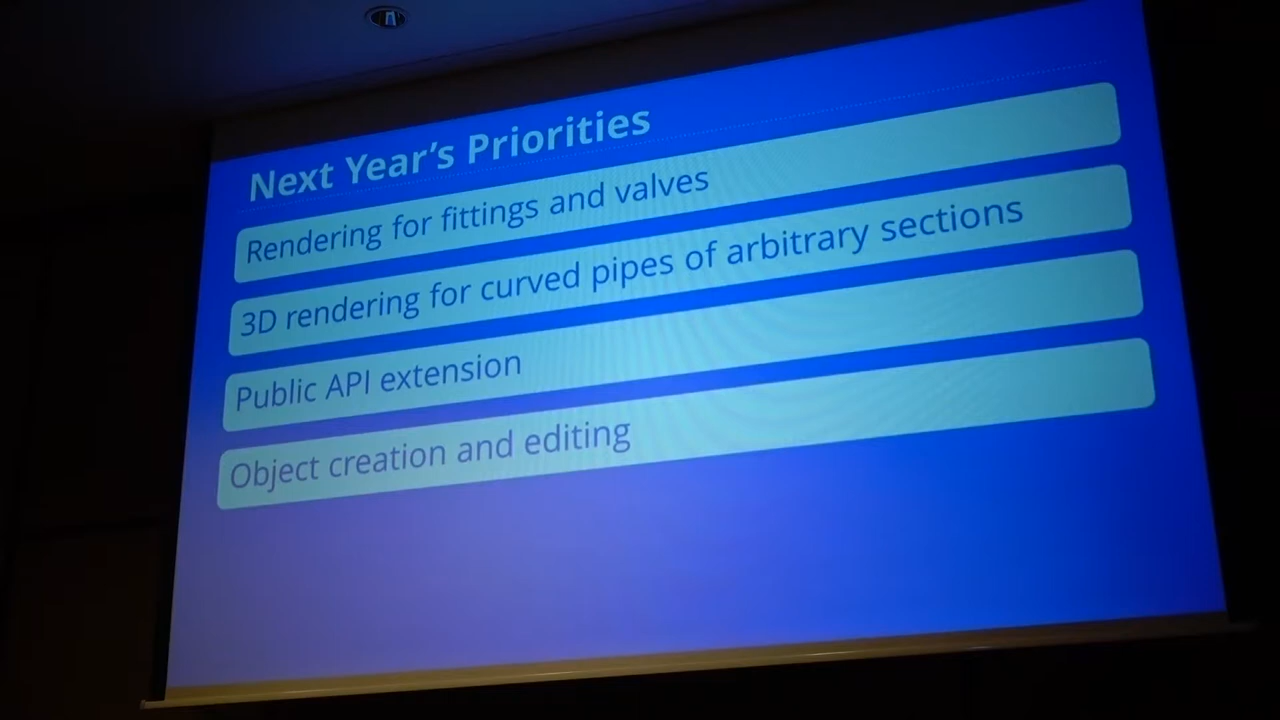 Next Year’s Priorities
Rendering for fittings and valves
3D rendering for curved pipes of arbitrary sections
Public API extension
Object creation and editing